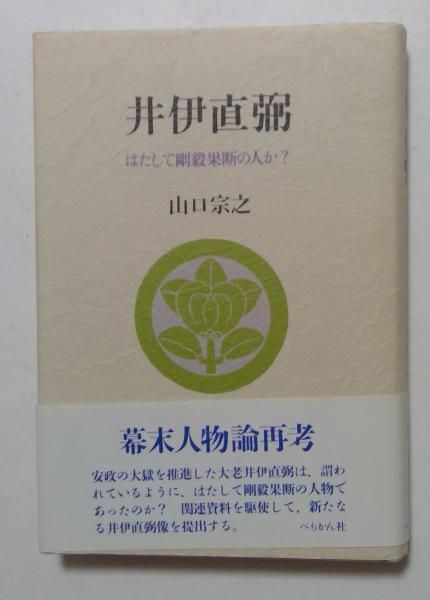 井伊直弼
はたして剛毅果断の人か?
山口宗之
幕末人物論再考
安政の大獄を推進した大老井伊直弼は、謂わ
れているように、はたして剛毅果断の人物で
あったのか? 関連資料を駆使して、新たな
る井伊直弼像を提出する。
ぺりかん社